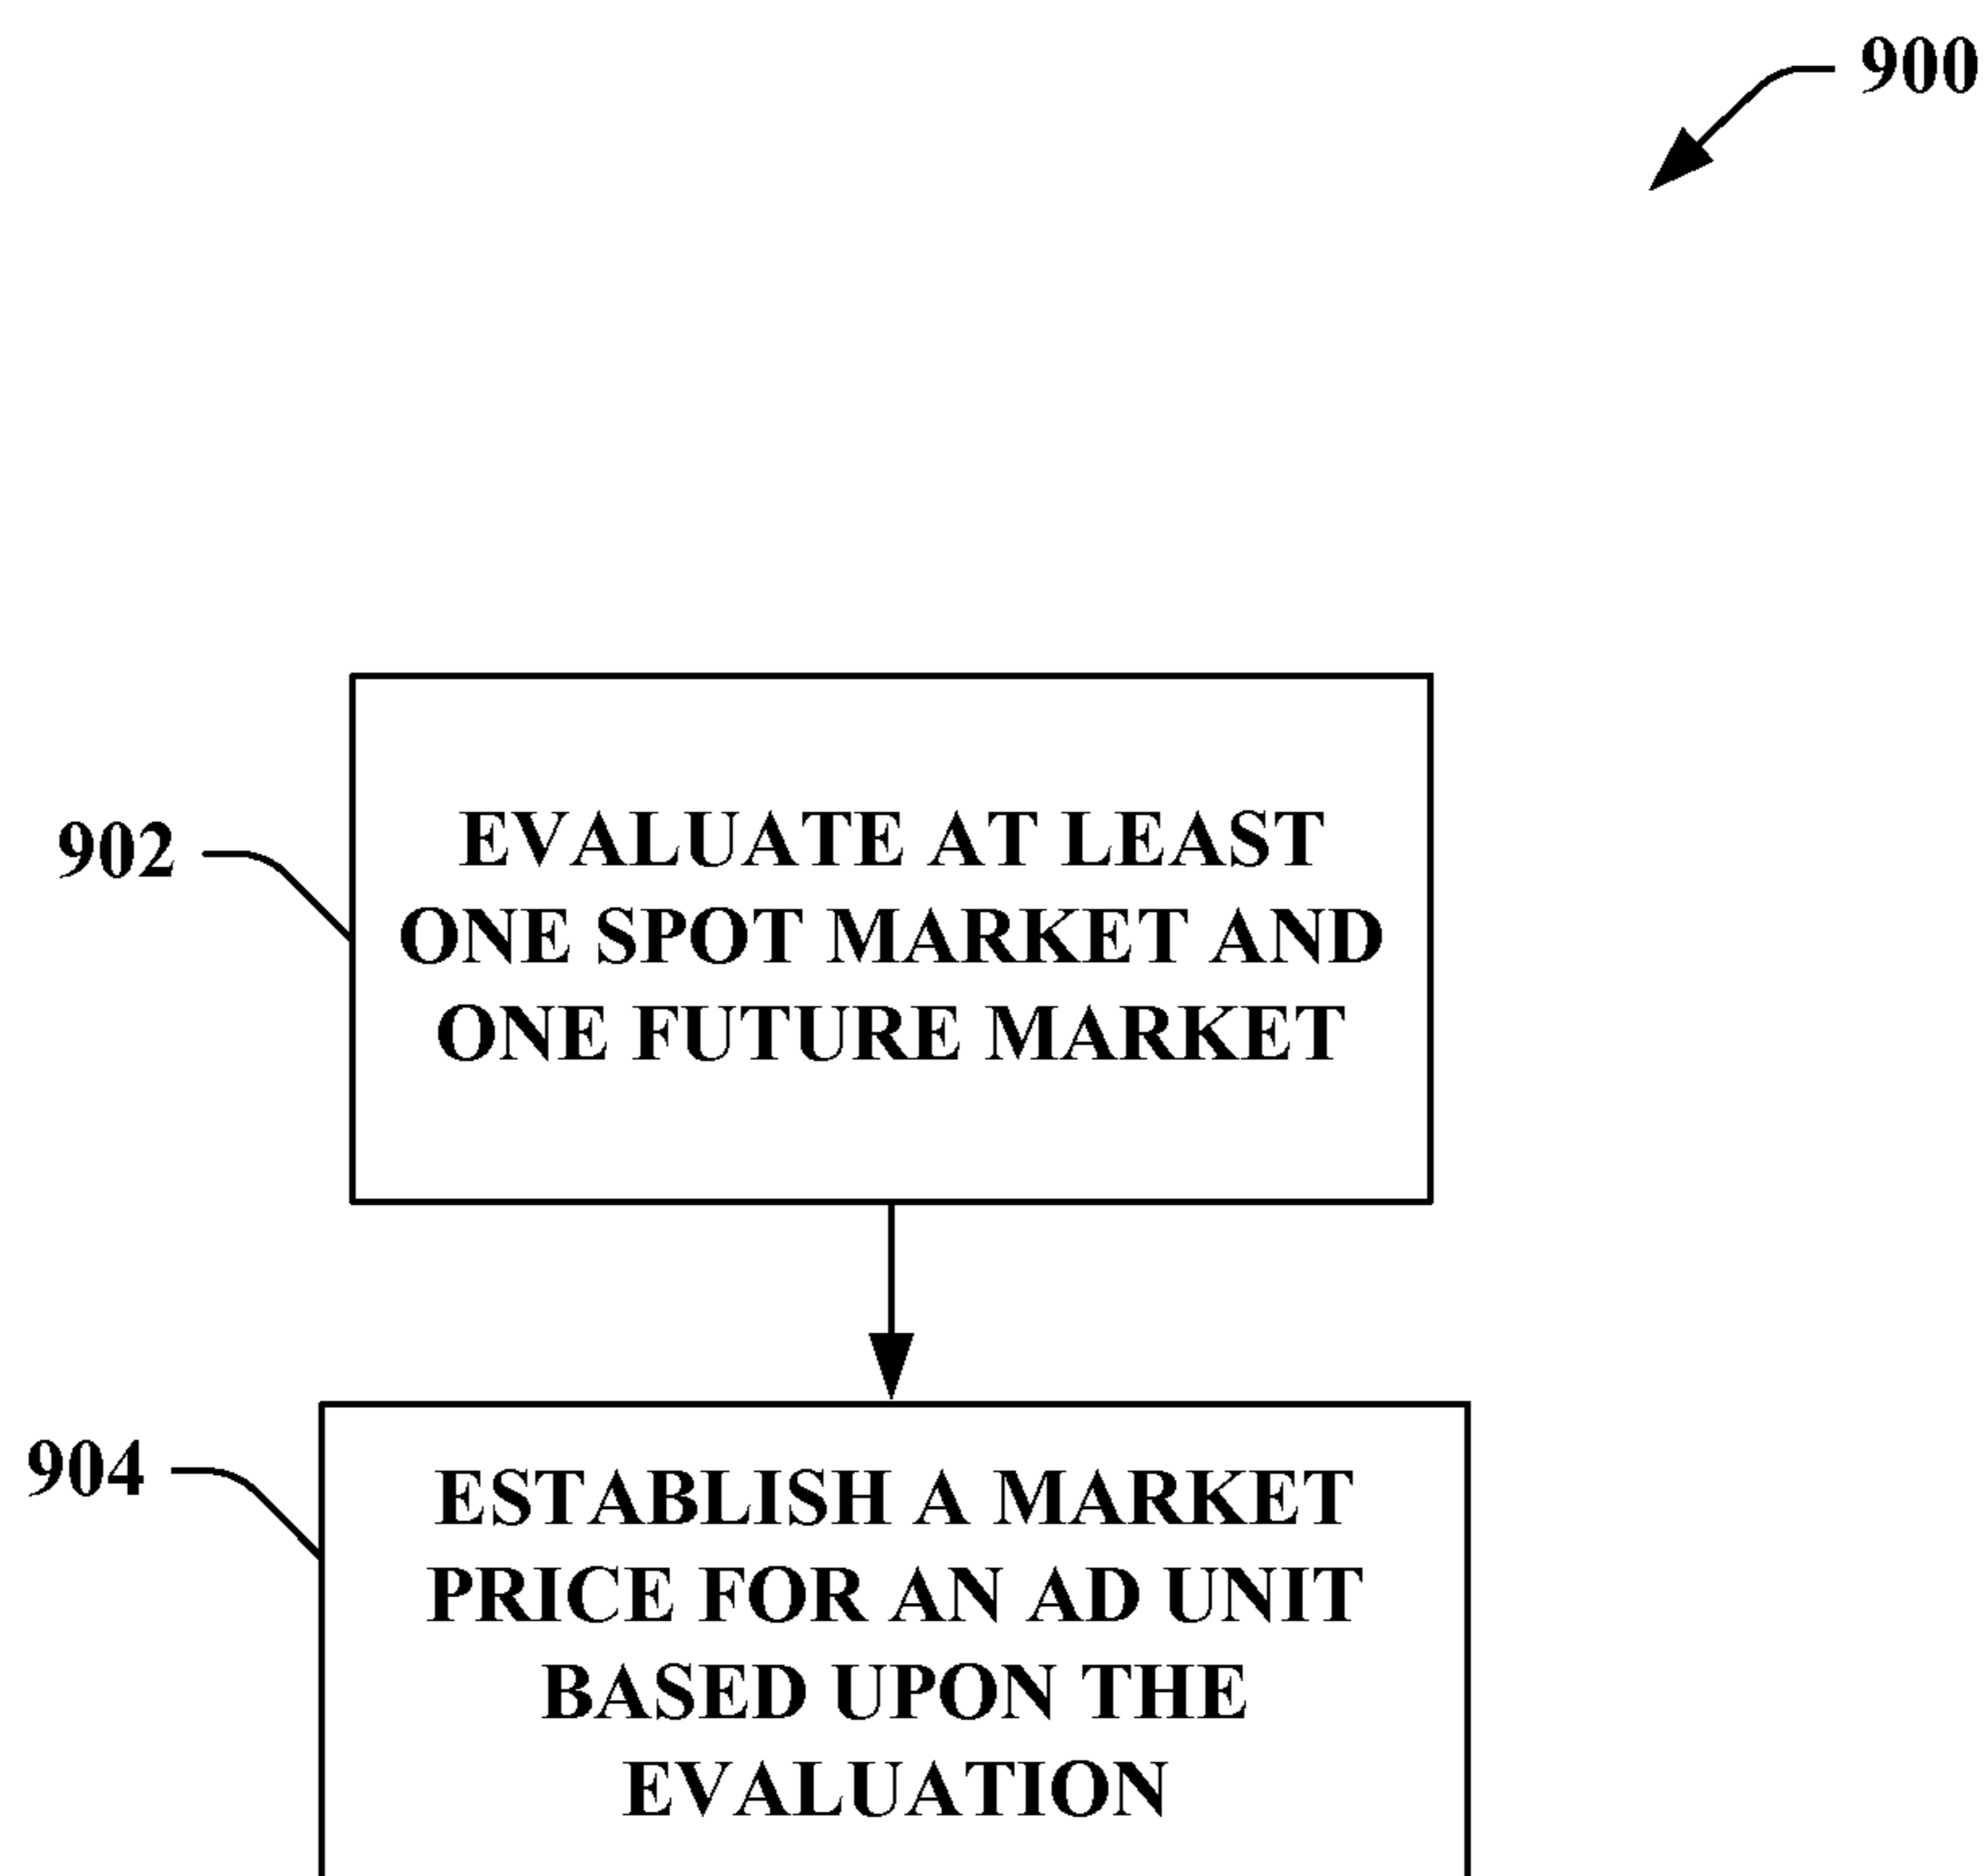 900
902
EVALUATE AT LEAST
ONE SPOT MARKET AND
ONE FUTURE MARKET
904
ESTABLISH A MARKET
PRICE FOR AN AD UNIT
BASED UPON THE
EVALUATION